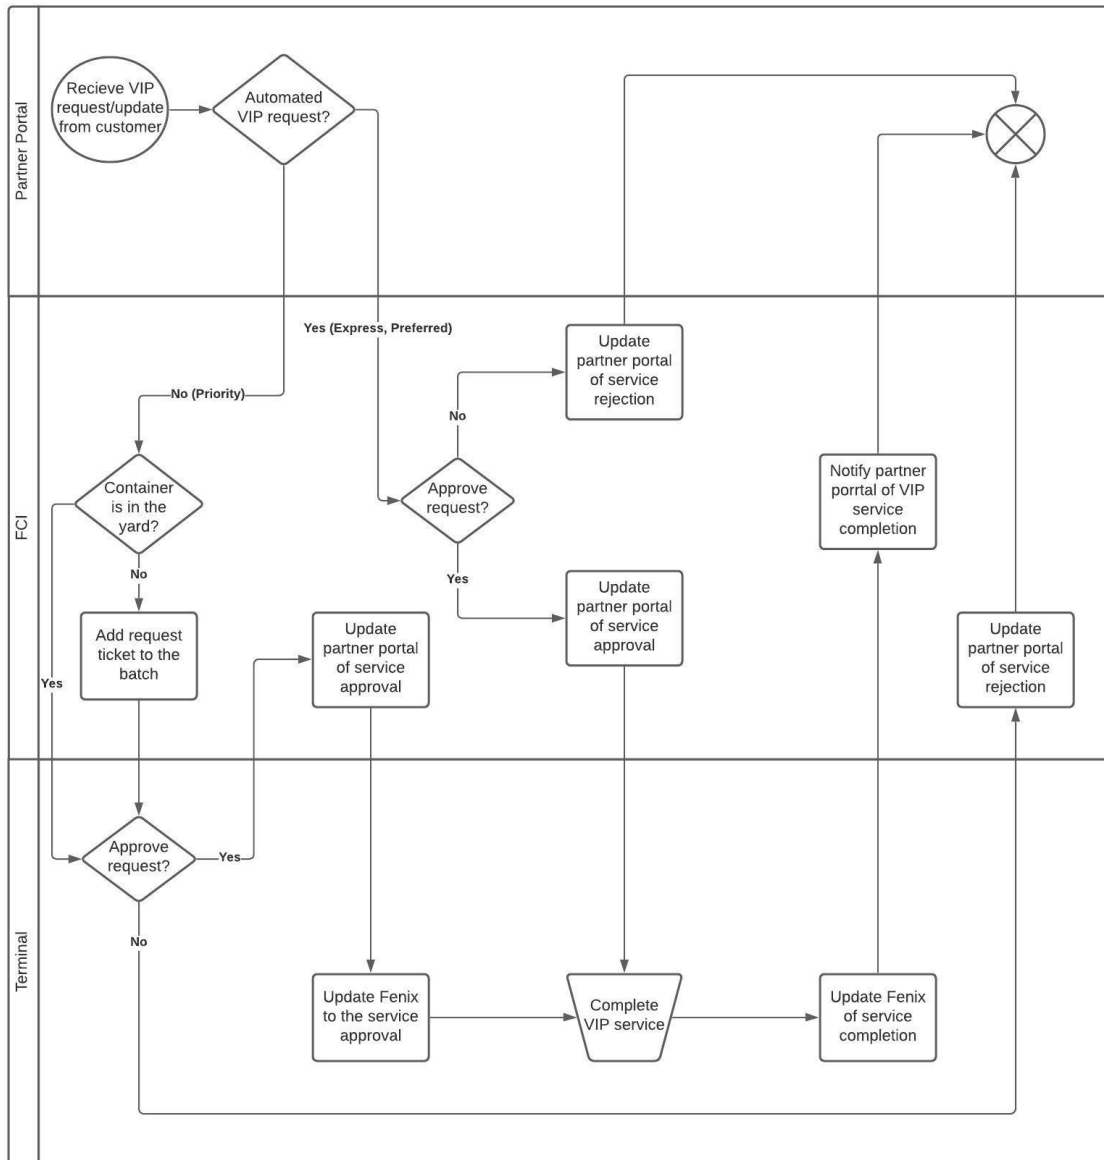 Partner Portal
Recieve VIP
request/update
from customer
Automated
VIP request?
FCI
Yes (Express, Preferred)
No (Priority)
Update
partner portal
of service
rejection
No
Container
is in the
yard?
Approve
request?
Notify partner
porrtal of VIP
service
completion
No
Yes
Add request
ticket to the
batch
Update
partner portal
of service
approval
Update
partner portal
of service
approval
Update
partner portal
of service
rejection
Yes
Terminal
Approve
request?
Yes
No
Update Fenix
to the service
approval
Complete
VIP service
Update Fenix
of service
completion